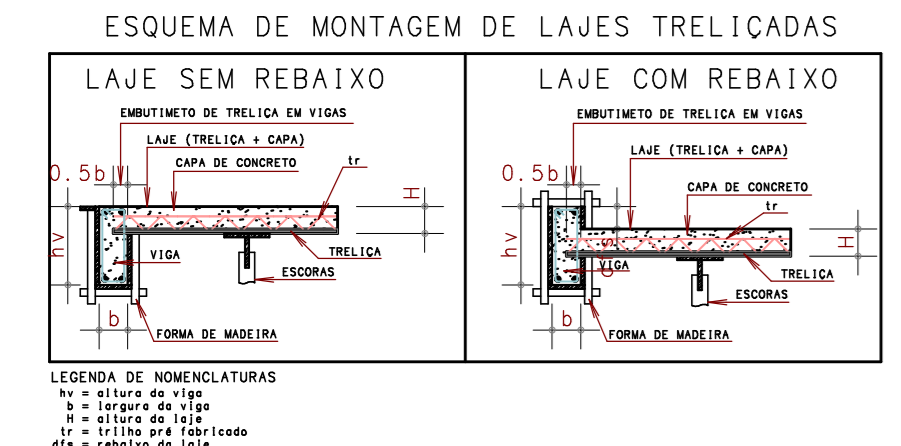 ESQUEMA DE MONTAGEM DE LAJES TRELIÇADAS
LAJE SEM REBAIXO
EMBUTIMETO DE TRELIÇA EM VIGAS
LAJE (TRELIÇA + CAPA)
CAPA DE CONCRETO
tr
0.5b
H
hv
VIGA
TRELIÇA
ESCORAS
b
FORMA DE MADEIRA
LAJE COM REBAIXO
EMBUTIMETO DE TRELIÇA EM VIGAS
LAJE (TRELIÇA + CAPA)
0.5b
CAPA DE CONCRETO
tr
hv
dfs
H
VIGA
TRELIÇA
ESCORAS
b
FORMA DE MADEIRA
LEGENDA DE NOMENCLATURAS
hv = altura da viga
b = largura da viga
H = altura da laje
tr = trilho pré fabricado
dfs = rebaixo da laje